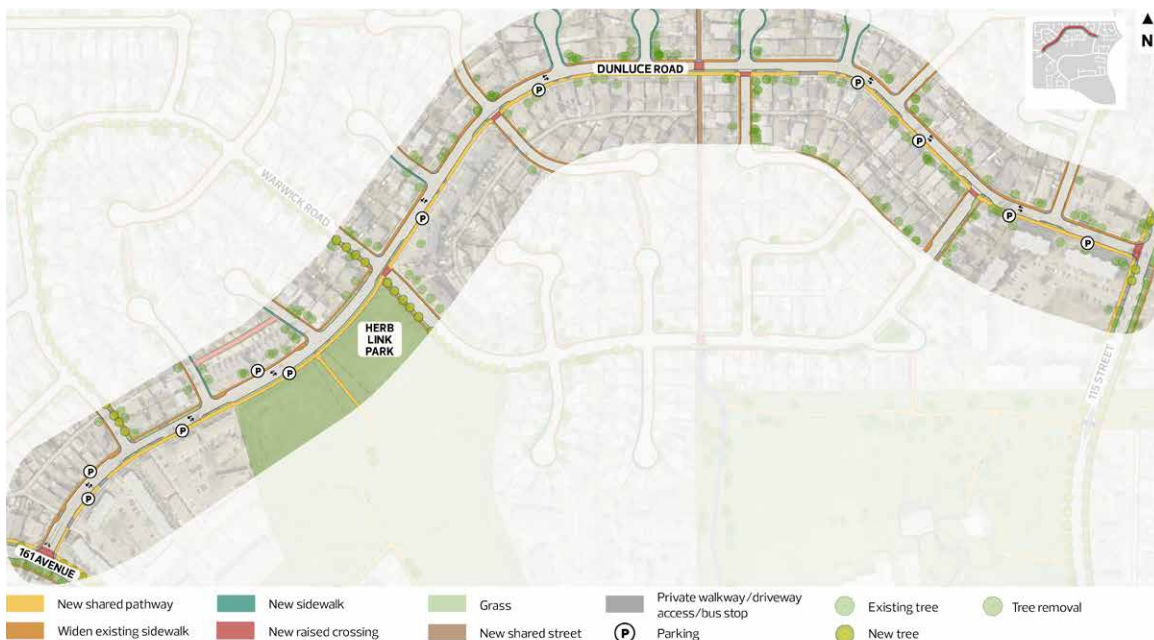 N
DUNLUCE ROAD
P
P
P
P
P
WARWICK ROAD
P
P
P
HERB
LINK
PARK
P
P
P
115 STREET
P
P
161 AVENUE
New shared pathway
New sidewalk
Grass
Private walkway/driveway
access/bus stop
Existing tree
Tree removal
Widen existing sidewalk
New raised crossing
New shared street
P Parking
New tree